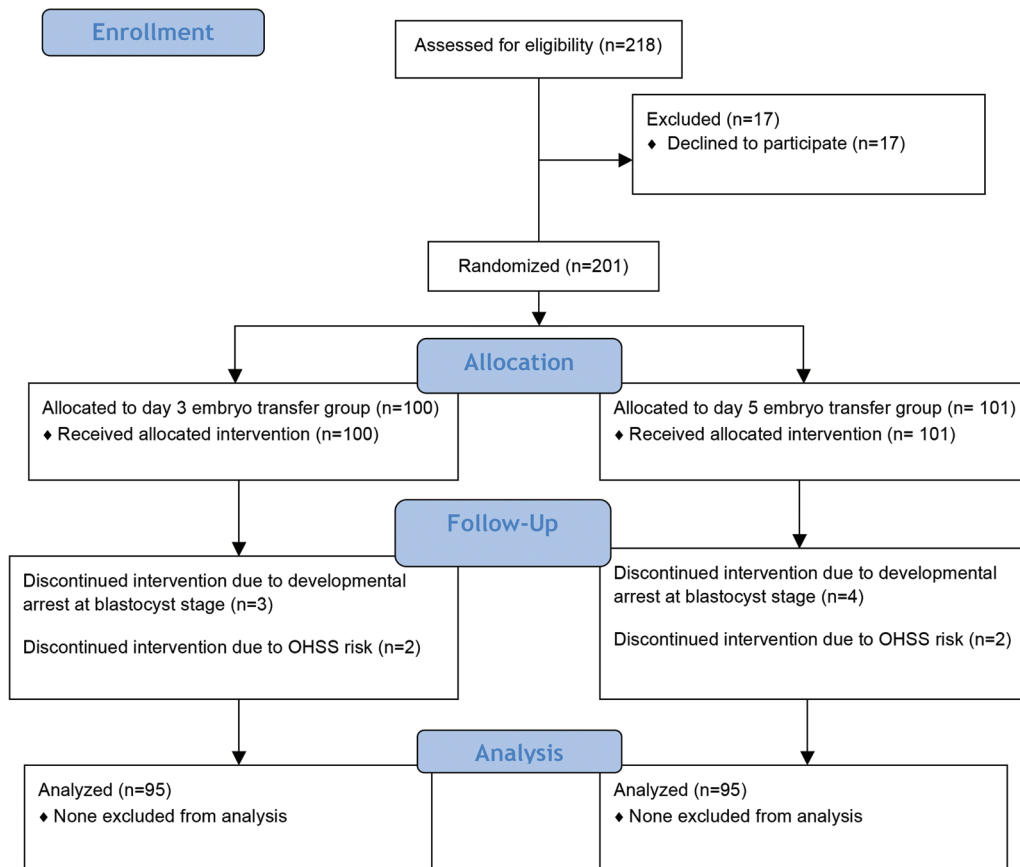 Enrollment
Assessed for eligibility (n=218)
Excluded (n=17)
♦ Declined to participate (n=17)
Randomized (n=201)
Allocation
Allocated to day 3 embryo transfer group (n=100)
♦ Received allocated intervention (n=100)
Allocated to day 5 embryo transfer group (n= 101)
♦ Received allocated intervention (n= 101)
Follow-Up
Discontinued intervention due to developmental
arrest at blastocyst stage (n=3)
Discontinued intervention due to OHSS risk (n=2)
Discontinued intervention due to developmental
arrest at blastocyst stage (n=4)
Discontinued intervention due to OHSS risk (n=2)
Analysis
Analyzed (n=95)
♦ None excluded from analysis
Analyzed (n=95)
♦ None excluded from analysis